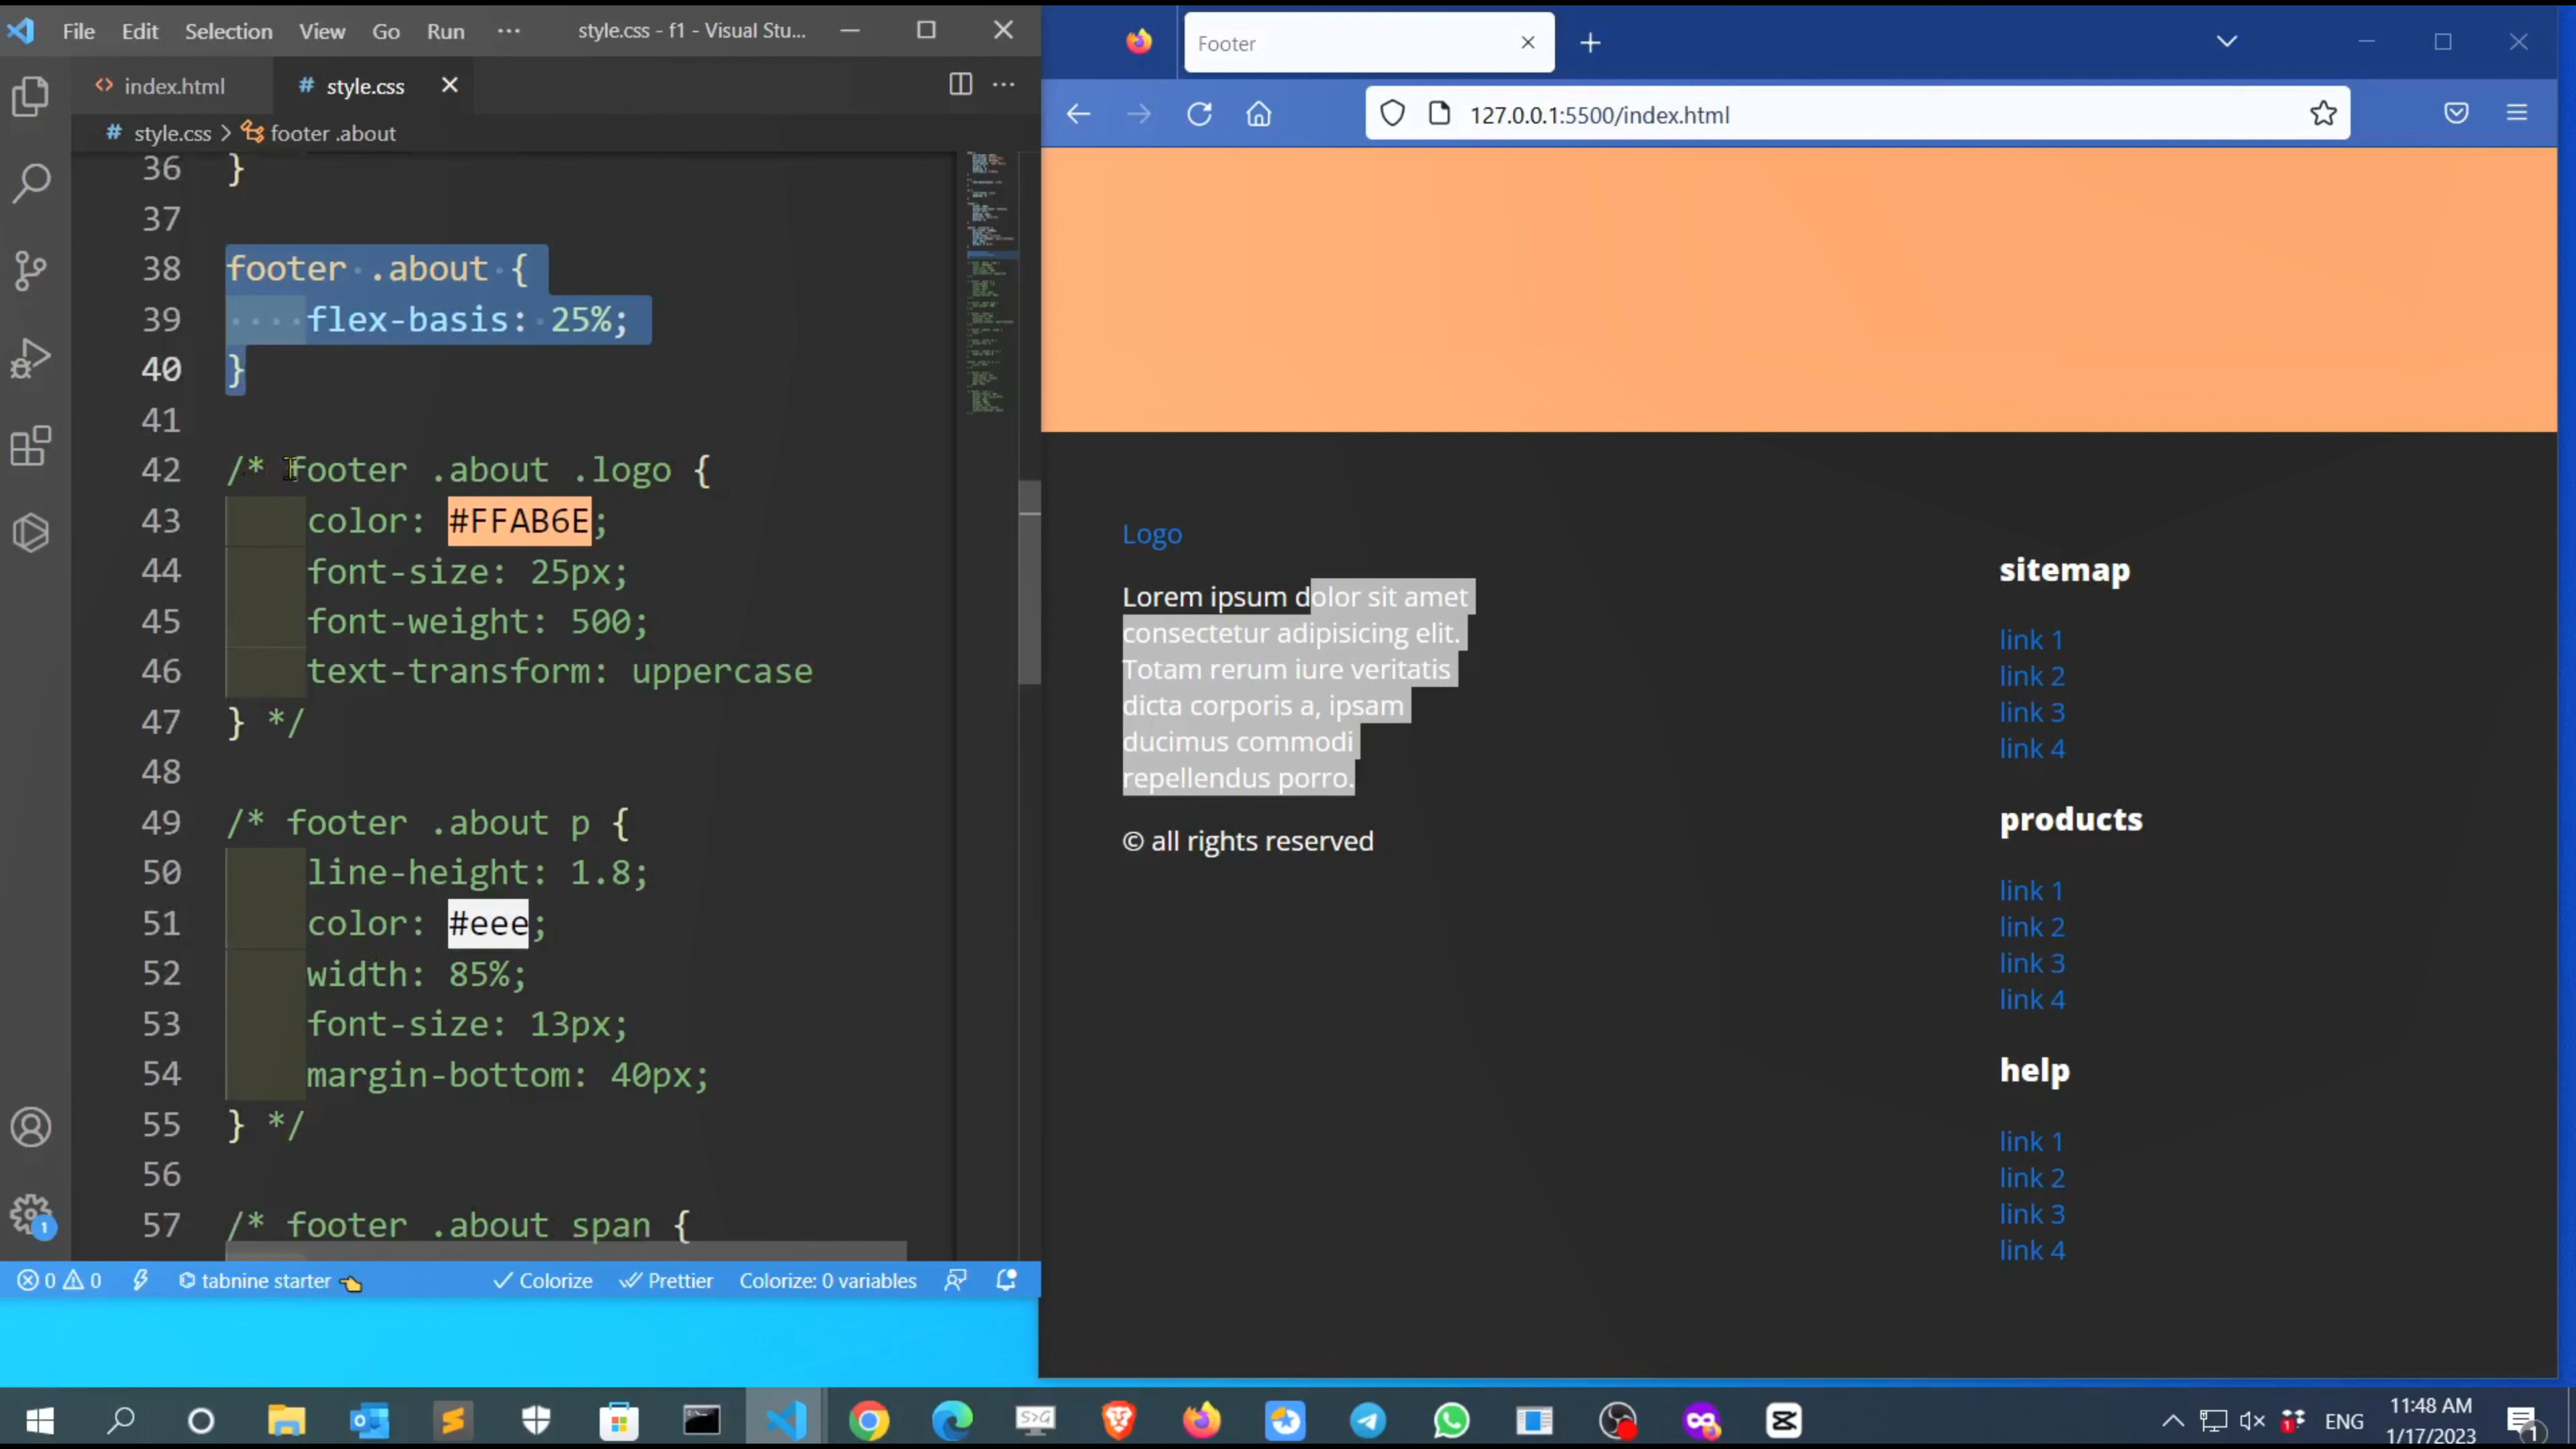 File Edit Selection View Go Run ··· style.css - f1 - Visual Stu...
index.html style.css
style.css > footer .about
36 }
37
38 footer .about {
39 flex-basis: 25%;
40 }
41
42 /* footer .about .logo {
43 color: #FFAB6E;
44 font-size: 25px;
45 font-weight: 500;
46 text-transform: uppercase
47 } */
48
49 /* footer .about p {
50 line-height: 1.8;
51 color: #eee;
52 width: 85%;
53 font-size: 13px;
54 margin-bottom: 40px;
55 } */
56
57 /* footer .about span {
1
0 0 tabnine starter Colorize Prettier Colorize: 0 variables
Footer
127.0.0.1:5500/index.html
Logo
Lorem ipsum dolor sit amet
consectetur adipisicing elit.
Totam rerum iure veritatis
dicta corporis a, ipsam
ducimus commodi
repellendus porro.
© all rights reserved
sitemap
link 1
link 2
link 3
link 4
products
link 1
link 2
link 3
link 4
help
link 1
link 2
link 3
link 4
S>G
1
ENG
11:48 AM
1/17/2023
1